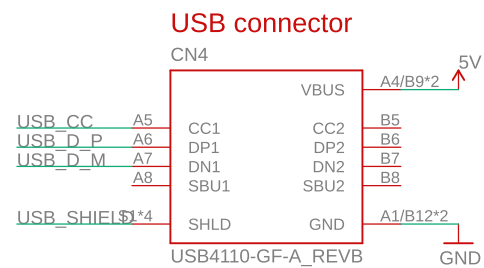 USB connector
CN4
5V
VBUS A4/B9*2
USB_CC A5 CC1 CC2 B5
USB_D_P A6 DP1 DP2 B6
USB_D_M A7 DN1 DN2 B7
A8 SBU1 SBU2 B8
USB_SHIELD S1*4 SHLD GND A1/B12*2
USB4110-GF-A_REVB GND